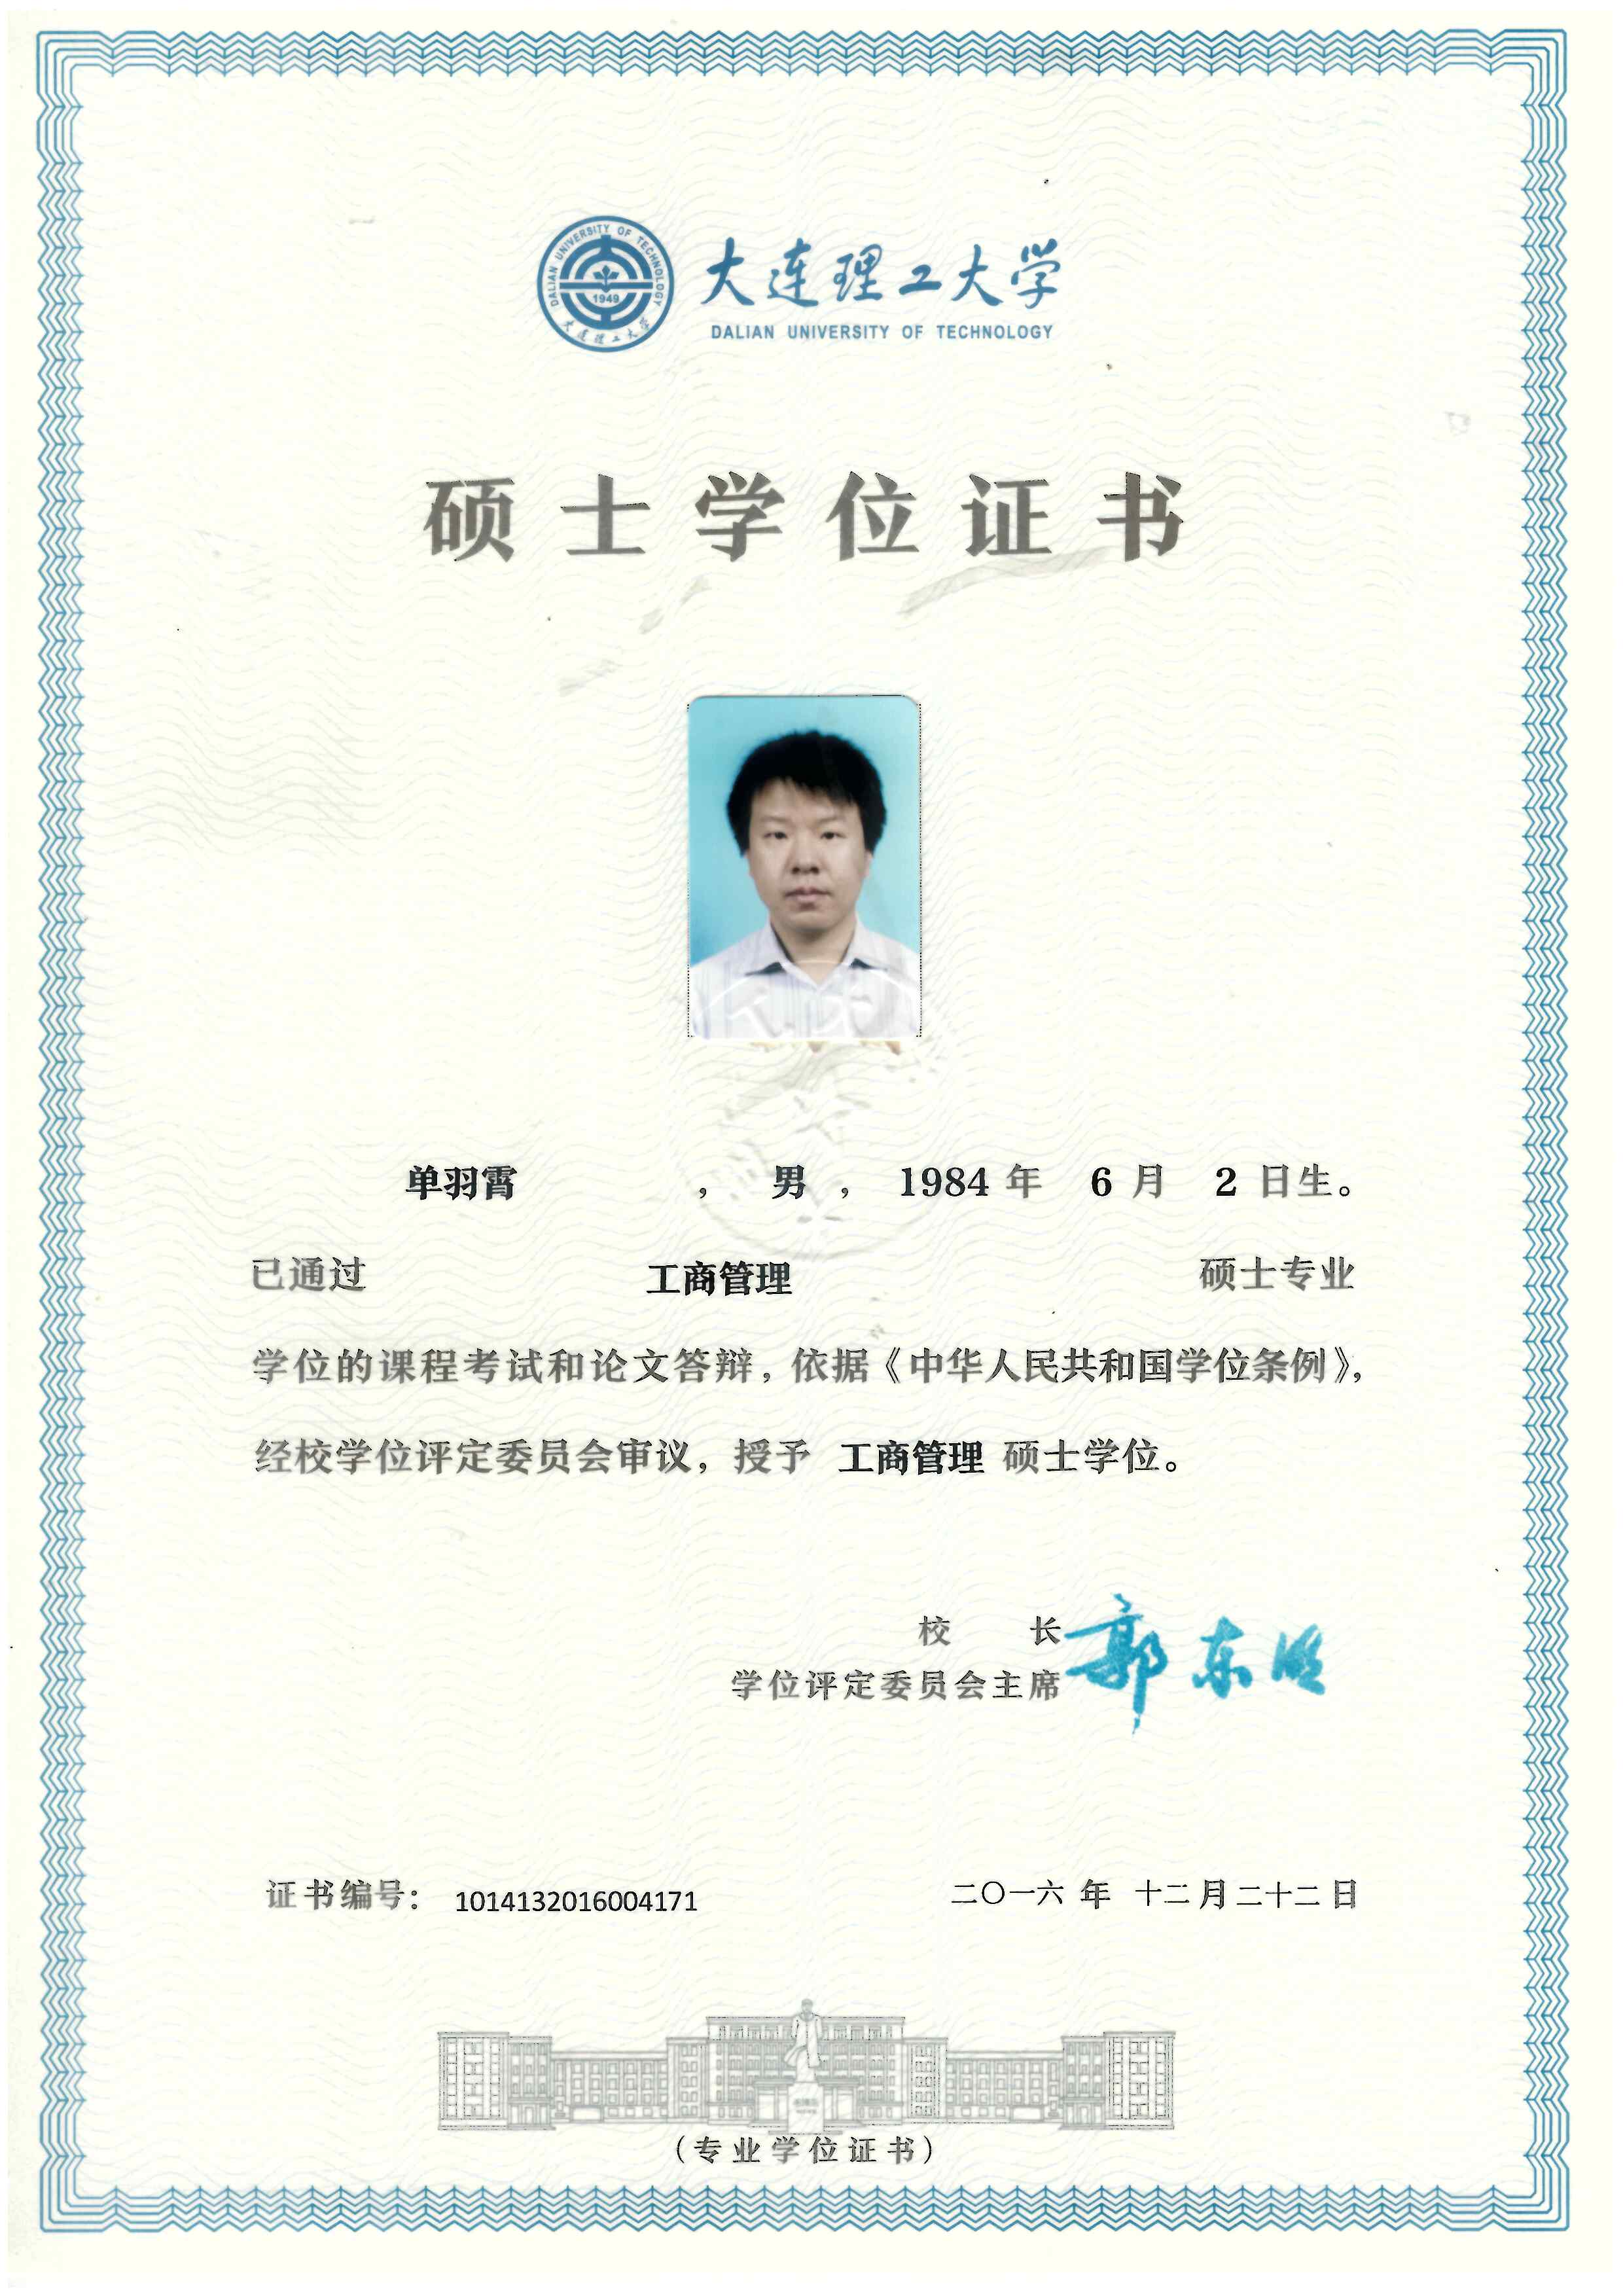 DALIAN UNIVERSITY OF TECHNOLOGY
1949
大连理工大学
大连理工大学
DALIAN UNIVERSITY OF TECHNOLOGY
硕士学位证书
单羽霄 ， 男 ， 1984 年 6 月 2 日生。
已通过 工商管理 硕士专业
学位的课程考试和论文答辩，依据《中华人民共和国学位条例》，
经校学位评定委员会审议，授予 工商管理 硕士学位。
校 长
学位评定委员会主席
郭东明
证书编号： 1014132016004171
二〇一六 年 十二月二十二日
（专业学位证书）